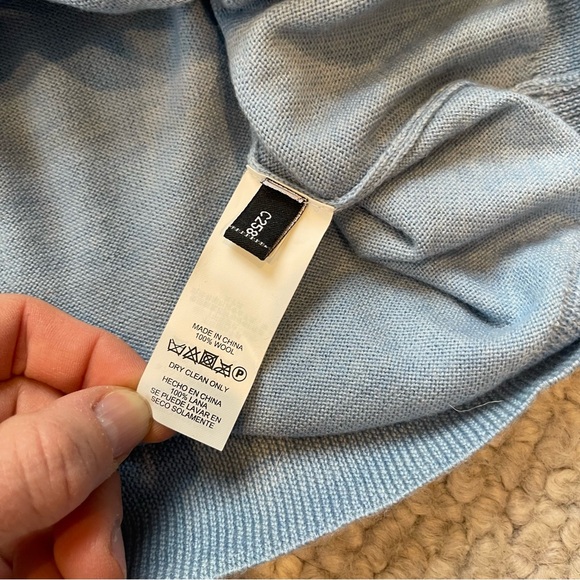 C258
MADE IN CHINA
100% WOOL
P
DRY CLEAN ONLY
HECHO EN CHINA
100% LANA
SE PUEDE LAVAR EN
SECO SOLAMENTE